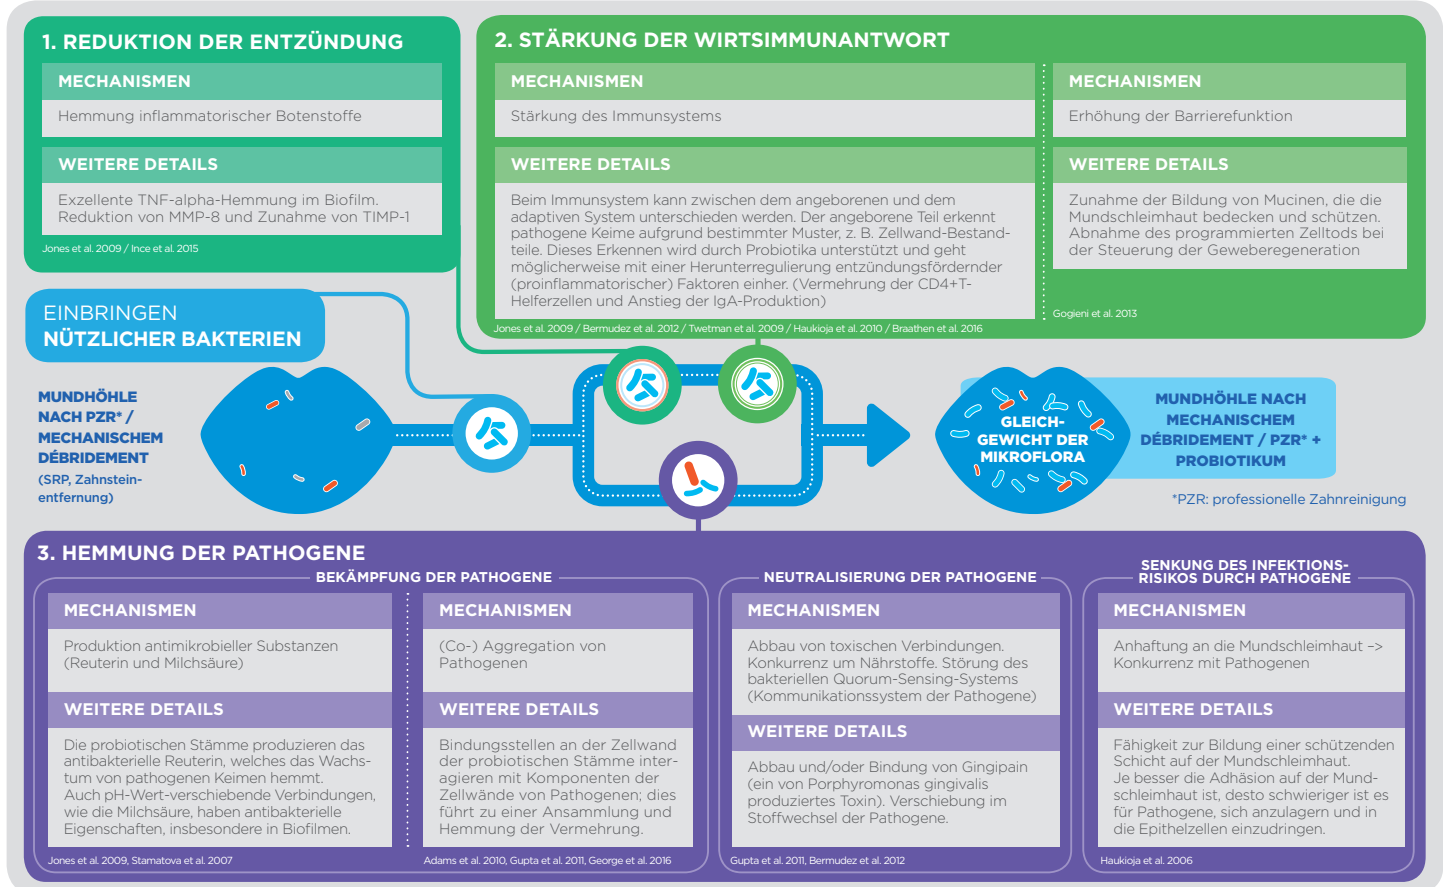 1. REDUKTION DER ENTZÜNDUNG
MECHANISMEN
Hemmung inflammatorischer Botenstoffe
WEITERE DETAILS
Exzellente TNF-alpha-Hemmung im Biofilm.
Reduktion von MMP-8 und Zunahme von TIMP-1
Jones et al. 2009 / Ince et al. 2015
2. STÄRKUNG DER WIRTSIMMUNANTWORT
MECHANISMEN
Stärkung des Immunsystems
WEITERE DETAILS
Beim Immunsystem kann zwischen dem angeborenen und dem
adaptiven System unterschieden werden. Der angeborene Teil erkennt
pathogene Keime aufgrund bestimmter Muster, z. B. Zellwand-Bestand-
teile. Dieses Erkennen wird durch Probiotika unterstützt und geht
möglicherweise mit einer Herunterregulierung entzündungsfördernder
(proinflammatorischer) Faktoren einher. (Vermehrung der CD4+T-
Helferzellen und Anstieg der IgA-Produktion)
Jones et al. 2009 / Bermudez et al. 2012 / Twetman et al. 2009 / Haukioja et al. 2010 / Braathen et al. 2016
MECHANISMEN
Erhöhung der Barrierefunktion
WEITERE DETAILS
Zunahme der Bildung von Mucinen, die die
Mundschleimhaut bedecken und schützen.
Abnahme des programmierten Zelltods bei
der Steuerung der Geweberegeneration
Gogieni et al. 2013
EINBRINGEN
NÜTZLICHER BAKTERIEN
MUNDHÖHLE
NACH PZR* /
MECHANISCHEM
DÉBRIDEMENT
(SRP, Zahnstein-
entfernung)
GLEICH-
GEWICHT DER
MIKROFLORA
MUNDHÖHLE NACH
MECHANISCHEM
DÉBRIDEMENT / PZR* +
PROBIOTIKUM
*PZR: professionelle Zahnreinigung
3. HEMMUNG DER PATHOGENE
BEKÄMPFUNG DER PATHOGENE
MECHANISMEN
Produktion antimikrobieller Substanzen
(Reuterin und Milchsäure)
WEITERE DETAILS
Die probiotischen Stämme produzieren das
antibakterielle Reuterin, welches das Wachs-
tum von pathogenen Keimen hemmt.
Auch pH-Wert-verschiebende Verbindungen,
wie die Milchsäure, haben antibakterielle
Eigenschaften, insbesondere in Biofilmen.
Jones et al. 2009, Stamatova et al. 2007
MECHANISMEN
(Co-) Aggregation von
Pathogenen
WEITERE DETAILS
Bindungsstellen an der Zellwand
der probiotischen Stämme inter-
agieren mit Komponenten der
Zellwände von Pathogenen; dies
führt zu einer Ansammlung und
Hemmung der Vermehrung.
Adams et al. 2010, Gupta et al. 2011, George et al. 2016
NEUTRALISIERUNG DER PATHOGENE
MECHANISMEN
Abbau von toxischen Verbindungen.
Konkurrenz um Nährstoffe. Störung des
bakteriellen Quorum-Sensing-Systems
(Kommunikationssystem der Pathogene)
WEITERE DETAILS
Abbau und/oder Bindung von Gingipain
(ein von Porphyromonas gingivalis
produziertes Toxin). Verschiebung im
Stoffwechsel der Pathogene.
Gupta et al. 2011, Bermudez et al. 2012
SENKUNG DES INFEKTIONS-
RISIKOS DURCH PATHOGENE
MECHANISMEN
Anhaftung an die Mundschleimhaut –>
Konkurrenz mit Pathogenen
WEITERE DETAILS
Fähigkeit zur Bildung einer schützenden
Schicht auf der Mundschleimhaut.
Je besser die Adhäsion auf der Mund-
schleimhaut ist, desto schwieriger ist es
für Pathogene, sich anzulagern und in
die Epithelzellen einzudringen.
Haukioja et al. 2006